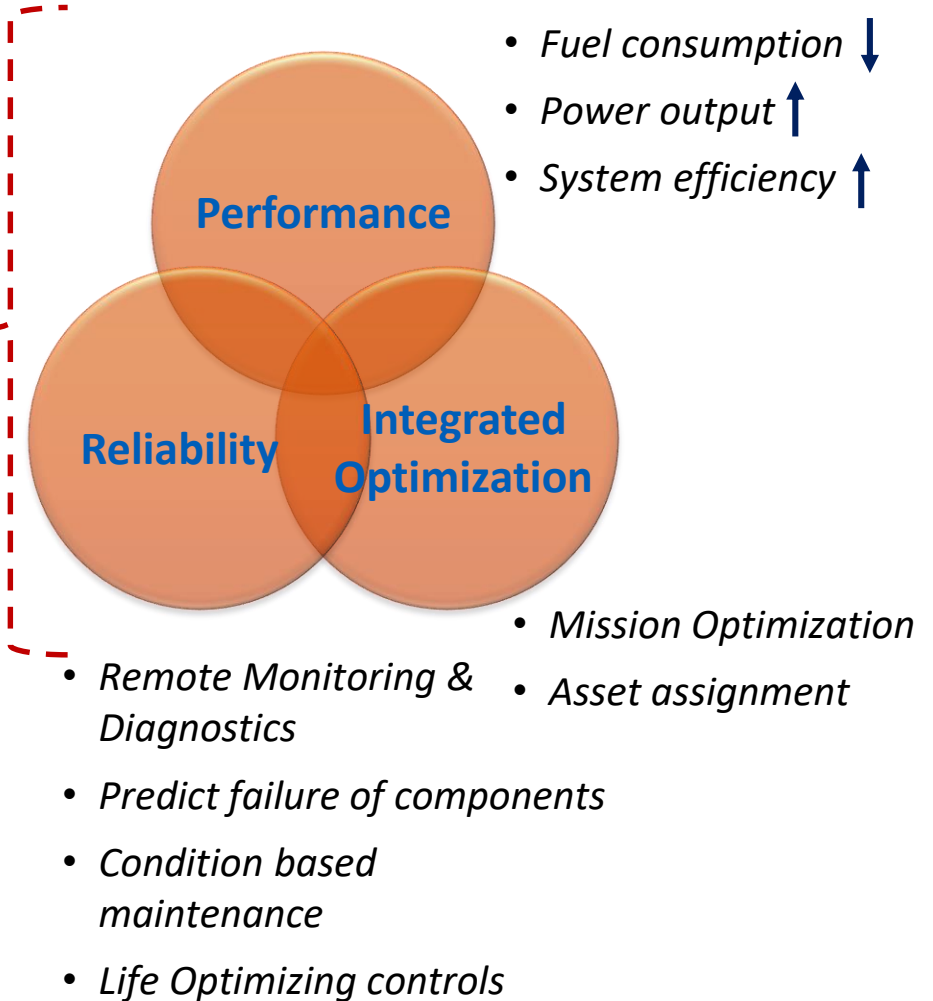 • Fuel consumption
• Power output
• System efficiency
Performance
Reliability
Integrated
Optimization
• Mission Optimization
• Asset assignment
• Remote Monitoring &
Diagnostics
• Predict failure of components
• Condition based
maintenance
• Life Optimizing controls